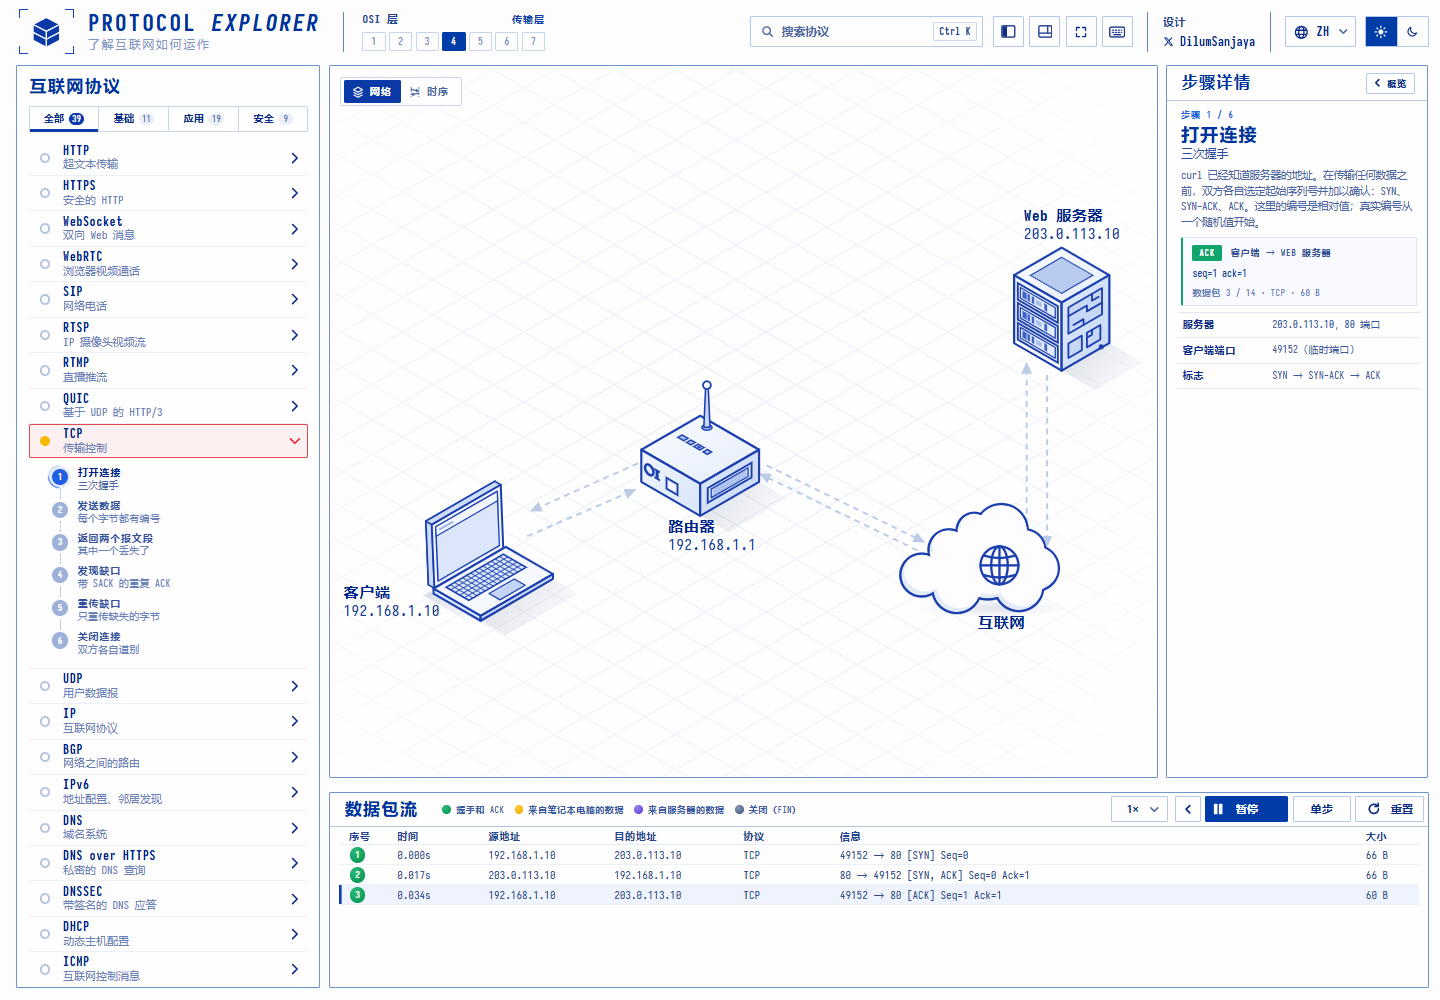 PROTOCOL EXPLORER
了解互联网如何运作
OSI 层 传输层
1 2 3 4 5 6 7
搜索协议 Ctrl K
设计
DilumSanjaya
ZH
互联网协议
全部 39 基础 11 应用 19 安全 9
HTTP
超文本传输
HTTPS
安全的 HTTP
WebSocket
双向 Web 消息
WebRTC
浏览器视频通话
SIP
网络电话
RTSP
IP 摄像头视频流
RTMP
直播推流
QUIC
基于 UDP 的 HTTP/3
TCP
传输控制
1 打开连接
三次握手
2 发送数据
每个字节都有编号
3 返回两个报文段
其中一个丢失了
4 发现缺口
带 SACK 的重复 ACK
5 重传缺口
只重传缺失的字节
6 关闭连接
双方各自道别
UDP
用户数据报
IP
互联网协议
BGP
网络之间的路由
IPv6
地址配置、邻居发现
DNS
域名系统
DNS over HTTPS
私密的 DNS 查询
DNSSEC
带签名的 DNS 应答
DHCP
动态主机配置
ICMP
互联网控制消息
网络 时序
Web 服务器
203.0.113.10
路由器
192.168.1.1
客户端
192.168.1.10
互联网
步骤详情 概览
步骤 1 / 6
打开连接
三次握手
curl 已经知道服务器的地址。在传输任何数据之
前，双方各自选定起始序列号并加以确认：SYN、
SYN-ACK、ACK。这里的编号是相对值；真实编号从
一个随机值开始。
ACK 客户端 → WEB 服务器
seq=1 ack=1
数据包 3 / 14 · TCP · 60 B
服务器 203.0.113.10, 80 端口
客户端端口 49152（临时端口）
标志 SYN → SYN-ACK → ACK
数据包流 握手和 ACK 来自笔记本电脑的数据 来自服务器的数据 关闭 (FIN) 1× 暂停 单步 重置
序号 时间 源地址 目的地址 协议 信息 大小
1 0.000s 192.168.1.10 203.0.113.10 TCP 49152 → 80 [SYN] Seq=0 66 B
2 0.017s 203.0.113.10 192.168.1.10 TCP 80 → 49152 [SYN, ACK] Seq=0 Ack=1 66 B
3 0.034s 192.168.1.10 203.0.113.10 TCP 49152 → 80 [ACK] Seq=1 Ack=1 60 B